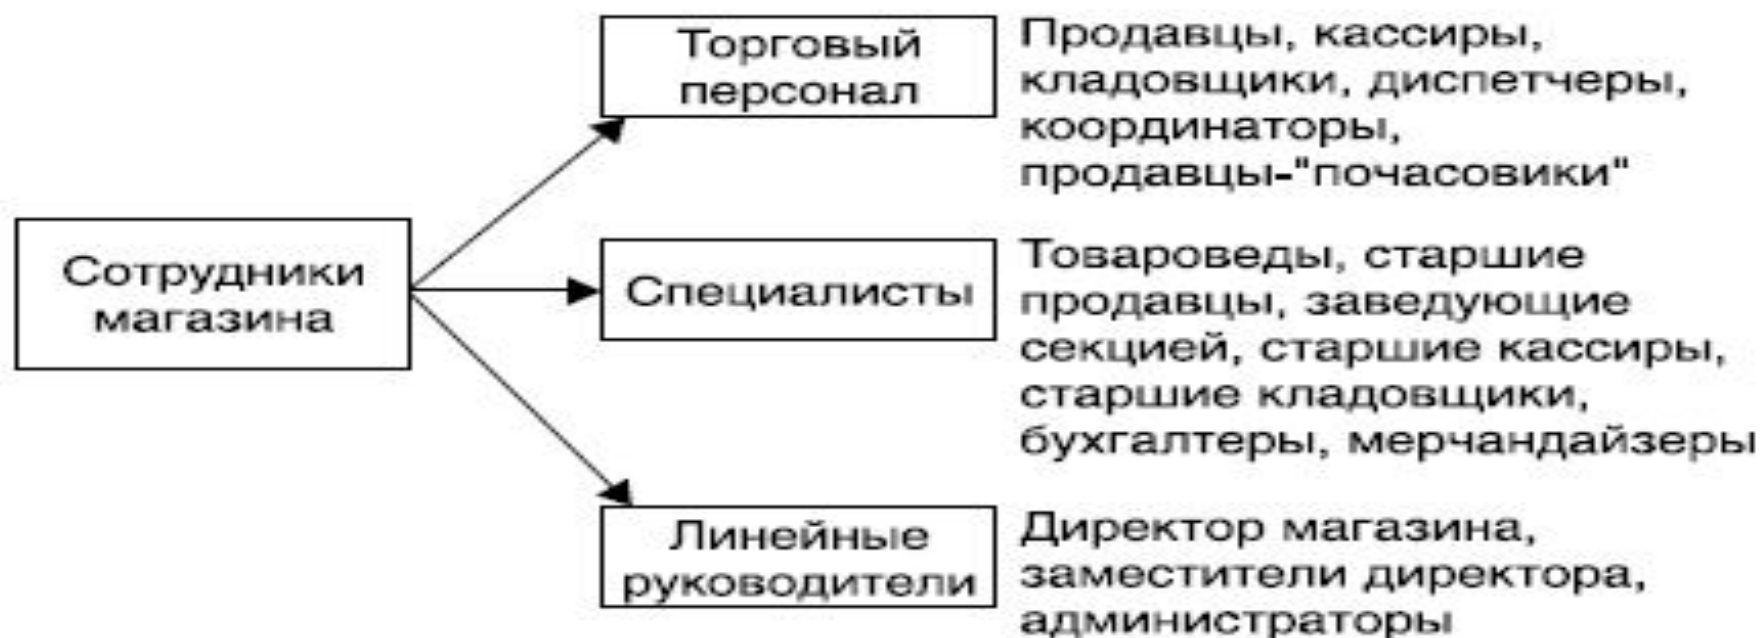 Сотрудники
магазина
Торговый
персонал
Продавцы, кассиры,
кладовщики, диспетчеры,
координаторы,
продавцы-"почасовики"
Специалисты
Товароведы, старшие
продавцы, заведующие
секцией, старшие кассиры,
старшие кладовщики,
бухгалтеры, мерчандайзеры
Линейные
руководители
Директор магазина,
заместители директора,
администраторы